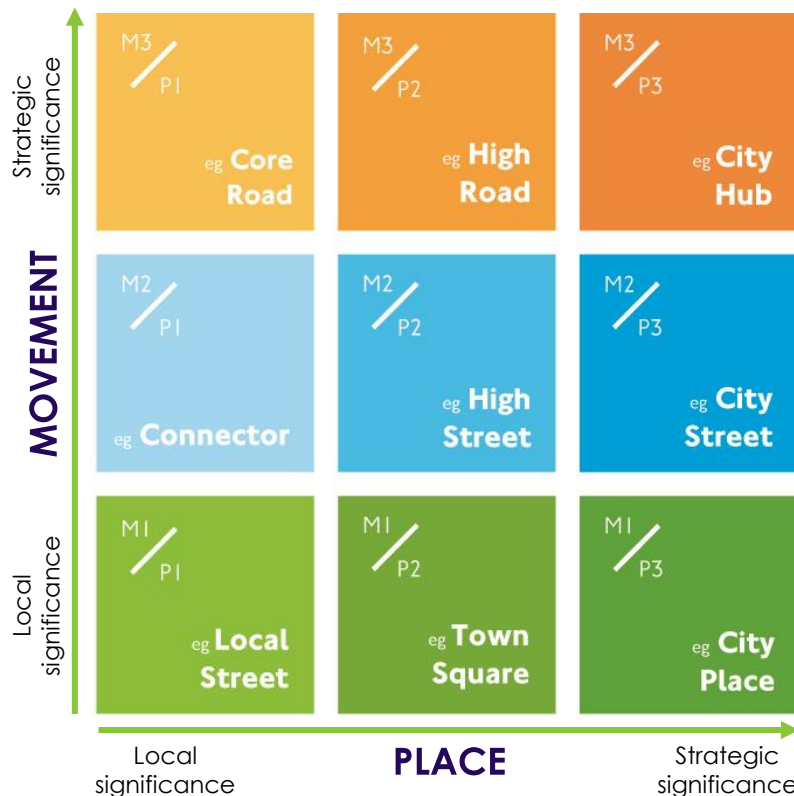 Strategic
significance
MOVEMENT
Local
significance
M3
P1
eg Core
Road
M3
P2
eg High
Road
M3
P3
eg City
Hub
M2
P1
eg Connector
M2
P2
eg High
Street
M2
P3
eg City
Street
M1
P1
eg Local
Street
M1
P2
eg Town
Square
M1
P3
eg City
Place
Local
significance
PLACE
Strategic
significance